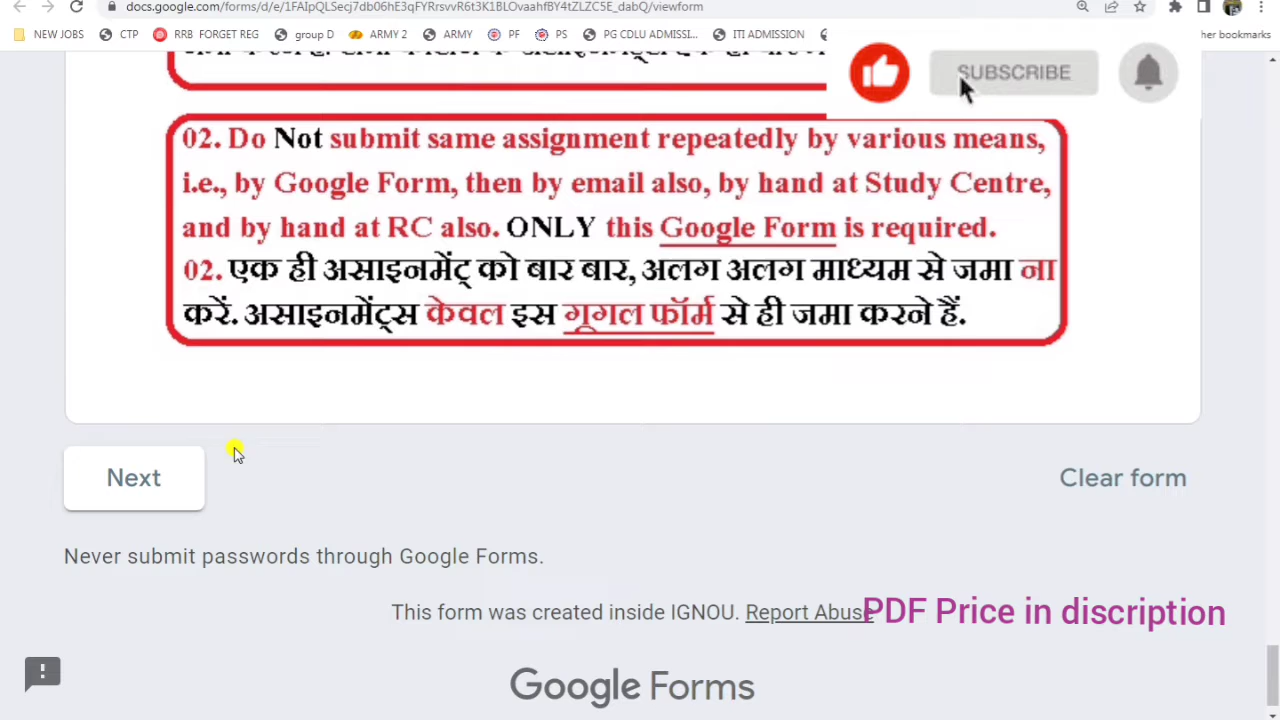 docs.google.com/forms/d/e/1FAIpQLSecj7db06hE3qFYRrsvvR6t3K1BLOvaahfBY4tZLZC5E_dabQ/viewform
NEW JOBS CTP RRB FORGET REG group D ARMY 2 ARMY PF PS PG CDLU ADMISSI... ITI ADMISSION her bookmarks
SUBSCRIBE
02. Do Not submit same assignment repeatedly by various means,
i.e., by Google Form, then by email also, by hand at Study Centre,
and by hand at RC also. ONLY this Google Form is required.
02. एक ही असाइनमेंट् को बार बार, अलग अलग माध्यम से जमा ना
करें. असाइनमेंट्स केवल इस गूगल फॉर्म से ही जमा करने हैं.
Next
Clear form
Never submit passwords through Google Forms.
This form was created inside IGNOU. Report Abuse
PDF Price in discription
Google Forms